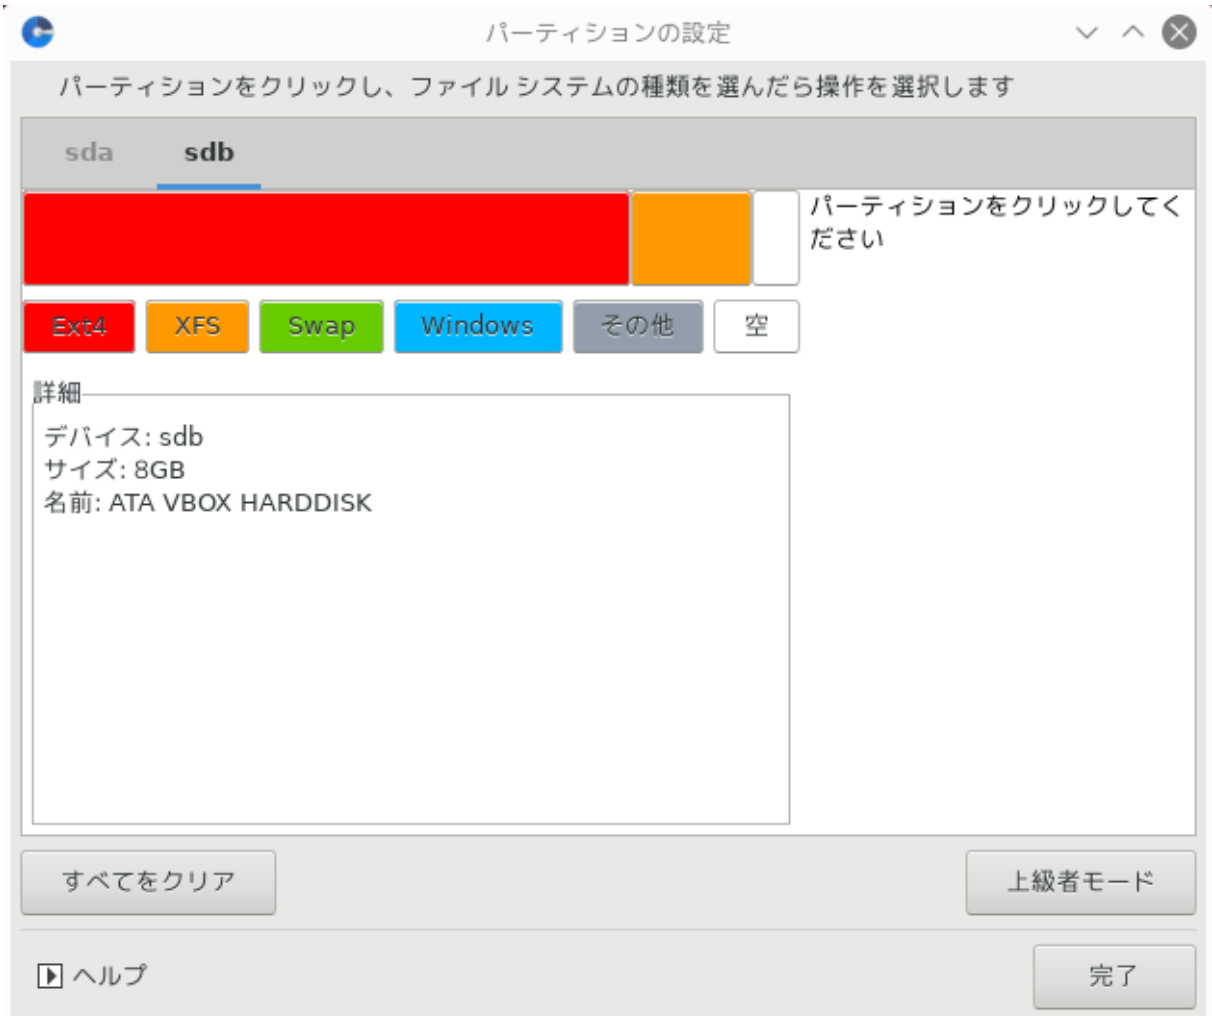 パーティションの設定
パーティションをクリックし、ファイル システムの種類を選んだら操作を選択します
sda sdb
パーティションをクリックしてく
ださい
Ext4 XFS Swap Windows その他 空
詳細
デバイス: sdb
サイズ: 8GB
名前: ATA VBOX HARDDISK
すべてをクリア 上級者モード
ヘルプ 完了